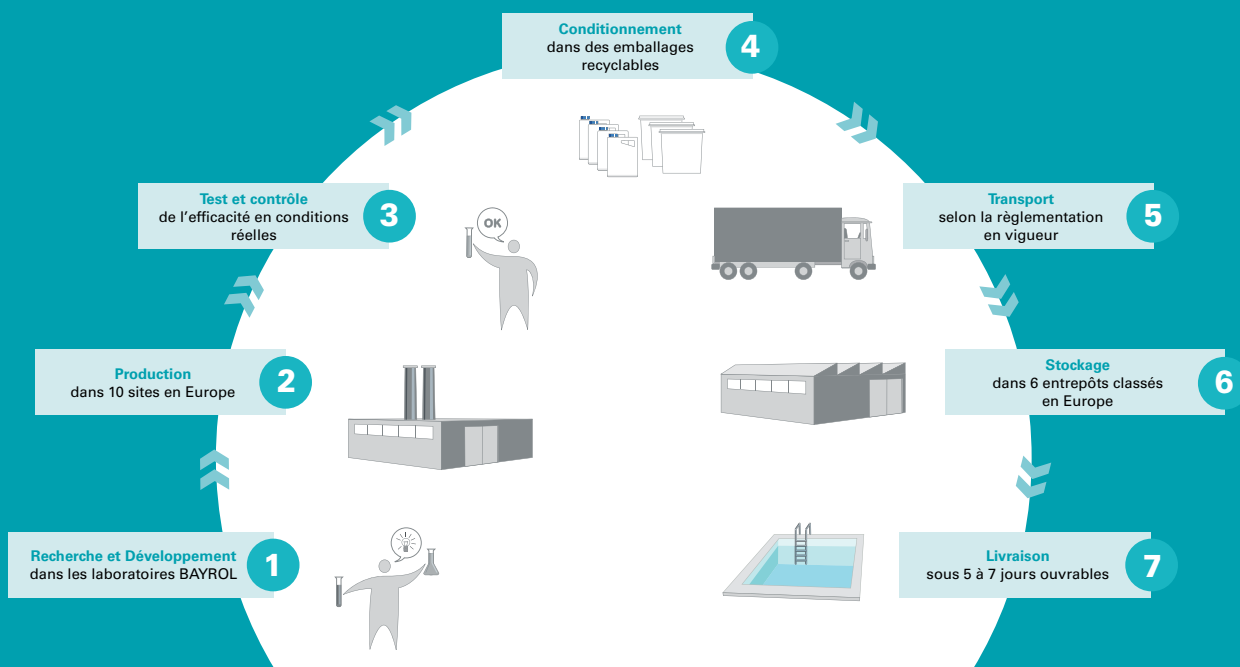 Conditionnement
dans des emballages
recyclables
4
Test et contrôle
de l'efficacité en conditions
réelles
3
OK
Transport
selon la règlementation
en vigueur
5
Production
dans 10 sites en Europe
2
Stockage
dans 6 entrepôts classés
en Europe
6
Recherche et Développement
dans les laboratoires BAYROL
1
Livraison
sous 5 à 7 jours ouvrables
7